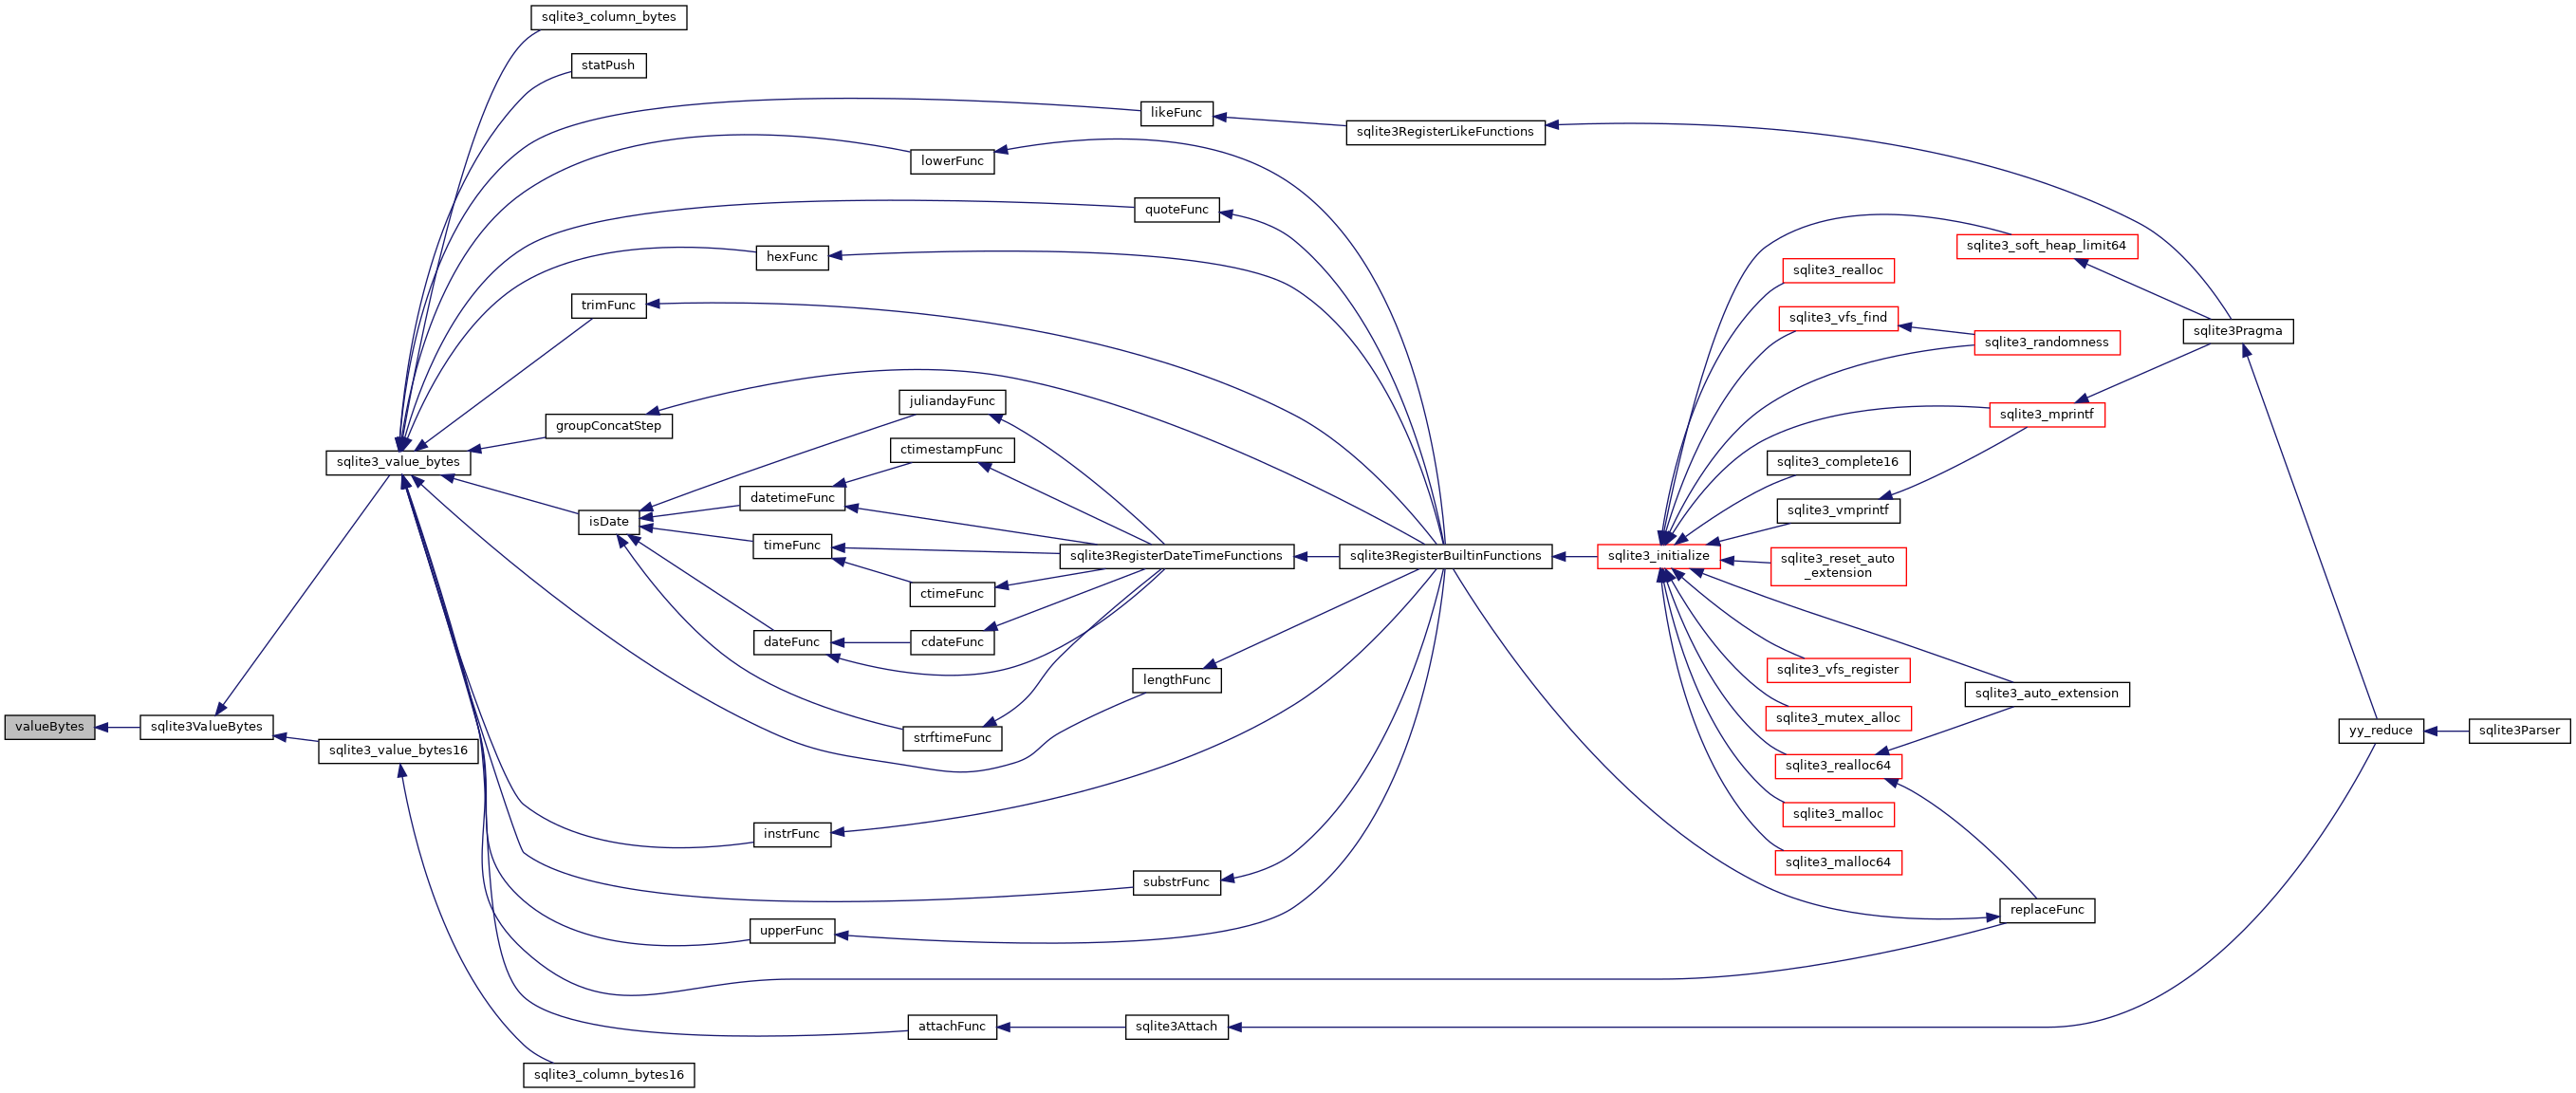 sqlite3_column_bytes
statPush
likeFunc
sqlite3RegisterLikeFunctions
lowerFunc
quoteFunc
sqlite3_soft_heap_limit64
hexFunc
sqlite3_realloc
trimFunc
sqlite3_vfs_find
sqlite3Pragma
sqlite3_randomness
juliandayFunc
sqlite3_mprintf
groupConcatStep
ctimestampFunc
sqlite3_value_bytes
sqlite3_complete16
datetimeFunc
sqlite3_vmprintf
isDate
timeFunc
sqlite3RegisterDateTimeFunctions
sqlite3RegisterBuiltinFunctions
sqlite3_initialize
sqlite3_reset_auto
_extension
ctimeFunc
dateFunc
cdateFunc
sqlite3_vfs_register
lengthFunc
sqlite3_auto_extension
sqlite3_mutex_alloc
valueBytes
sqlite3ValueBytes
yy_reduce
sqlite3Parser
strftimeFunc
sqlite3_value_bytes16
sqlite3_realloc64
sqlite3_malloc
instrFunc
sqlite3_malloc64
substrFunc
replaceFunc
upperFunc
attachFunc
sqlite3Attach
sqlite3_column_bytes16